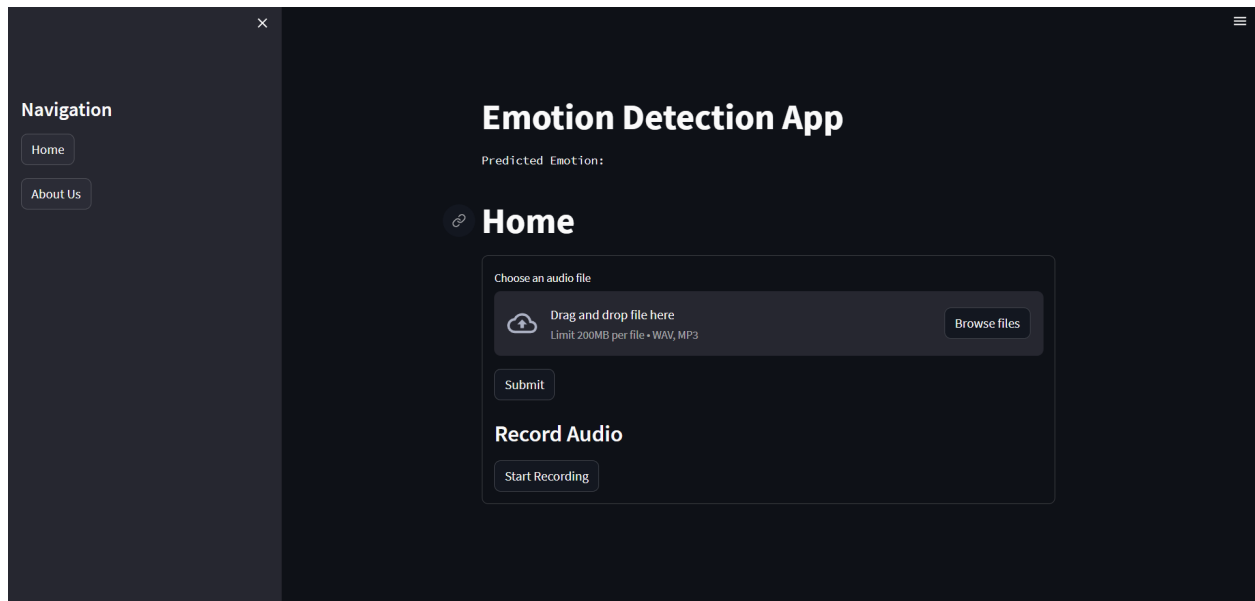 Navigation
Home
About Us
Emotion Detection App
Predicted Emotion:
Home
Choose an audio file
Drag and drop file here
Limit 200MB per file • WAV, MP3
Browse files
Submit
Record Audio
Start Recording